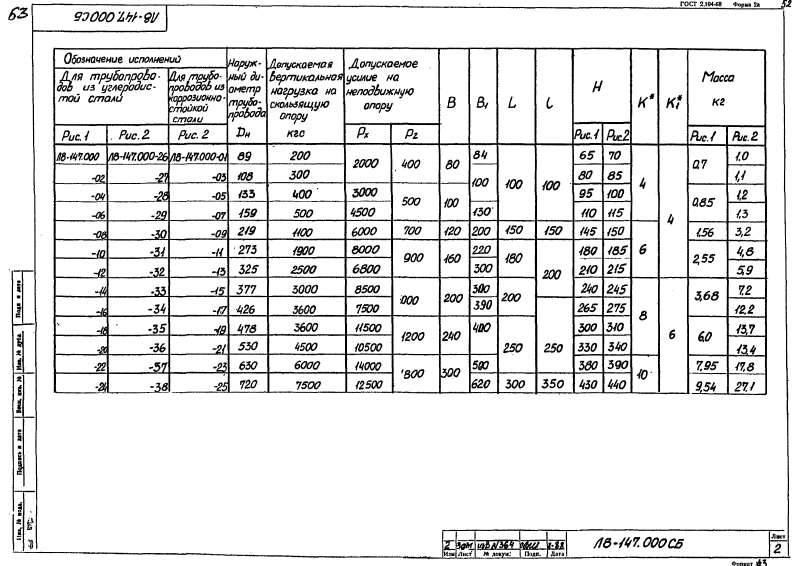 ГОСТ 2.104-68 Форма 2а
52
63
Л8-147.000СБ
Обозначение исполнений
Для трубопроводов из углеродистой стали
Для трубопроводов из коррозионностойкой стали
Наружный диаметр трубопровода
Допускаемая вертикальная нагрузка на скользящую опору
Допускаемое усилие на неподвижную опору
В В₁ L l H К* К₁* Масса кг
Рис.1 Рис.2 Рис.2 Dн кгс Px Pz Рис.1 Рис.2 Рис.1 Рис.2
Л8-147.000 Л8-147.000-26 Л8-147.000-01 89 200 2000 400 80 84 100 100 65 70 4 4 0,7 1,0
-02 -27 -03 108 300 100 80 85 1,1
-04 -28 -05 133 400 3000 500 100 95 100 0,85 1,2
-06 -29 -07 159 500 4500 130 110 115 1,3
-08 -30 -09 219 1100 6000 700 120 200 150 150 145 150 6 1,56 3,2
-10 -31 -11 273 1900 8000 900 160 220 180 200 180 185 2,55 4,8
-12 -32 -13 325 2500 6800 300 210 215 5,9
-14 -33 -15 377 3000 8500 200 200 240 245 8 6 3,68 7,2
-16 -34 -17 426 3600 7500 390 250 265 275 12,2
-18 -35 -19 478 3600 11500 1200 240 400 250 300 310 6,0 13,7
-20 -36 -21 530 4500 10500 330 340 13,4
-22 -37 -23 630 6000 14000 300 500 380 390 10 7,95 17,8
-24 -38 -25 720 7500 12500 620 300 350 430 440 9,54 27,1
Подп и дата
Инв. № дубл.
Взам. инв. №
Подпись и дата
Инв. № подл.
2 Зам изв N364
Изм Лист № докум. Подп. Дата
Л8-147.000СБ
Лист
2
Формат А3